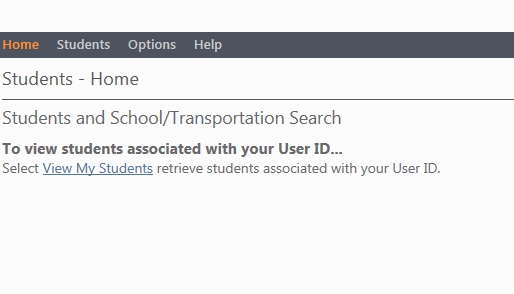 Home Students Options Help
Students - Home
Students and School/Transportation Search
To view students associated with your User ID...
Select View My Students retrieve students associated with your User ID.